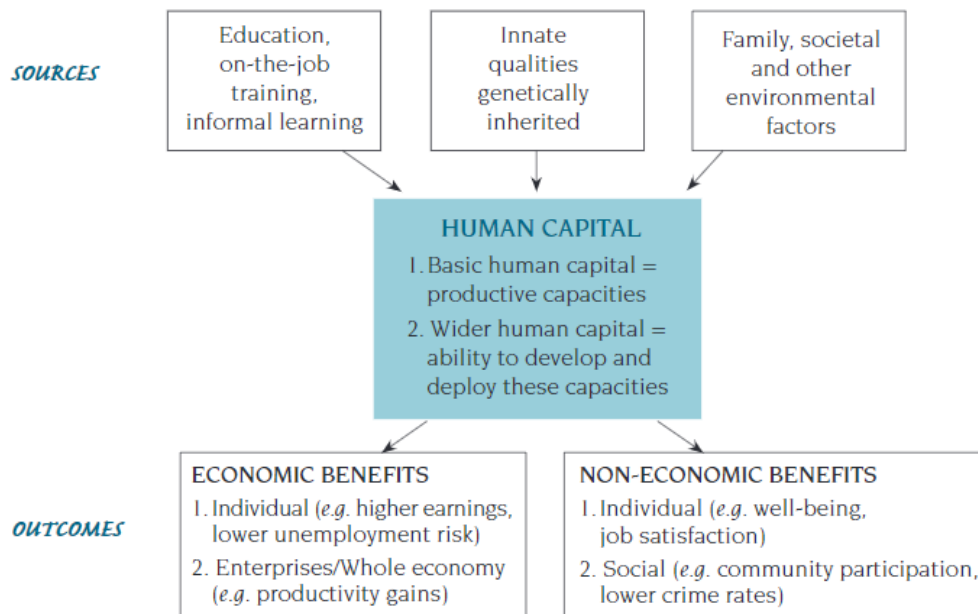 SOURCES
Education,
on-the-job
training,
informal learning
Innate
qualities
genetically
inherited
Family, societal
and other
environmental
factors
HUMAN CAPITAL
1. Basic human capital =
productive capacities
2. Wider human capital =
ability to develop and
deploy these capacities
OUTCOMES
ECONOMIC BENEFITS
1. Individual (e.g. higher earnings,
lower unemployment risk)
2. Enterprises/Whole economy
(e.g. productivity gains)
NON-ECONOMIC BENEFITS
1. Individual (e.g. well-being,
job satisfaction)
2. Social (e.g. community participation,
lower crime rates)